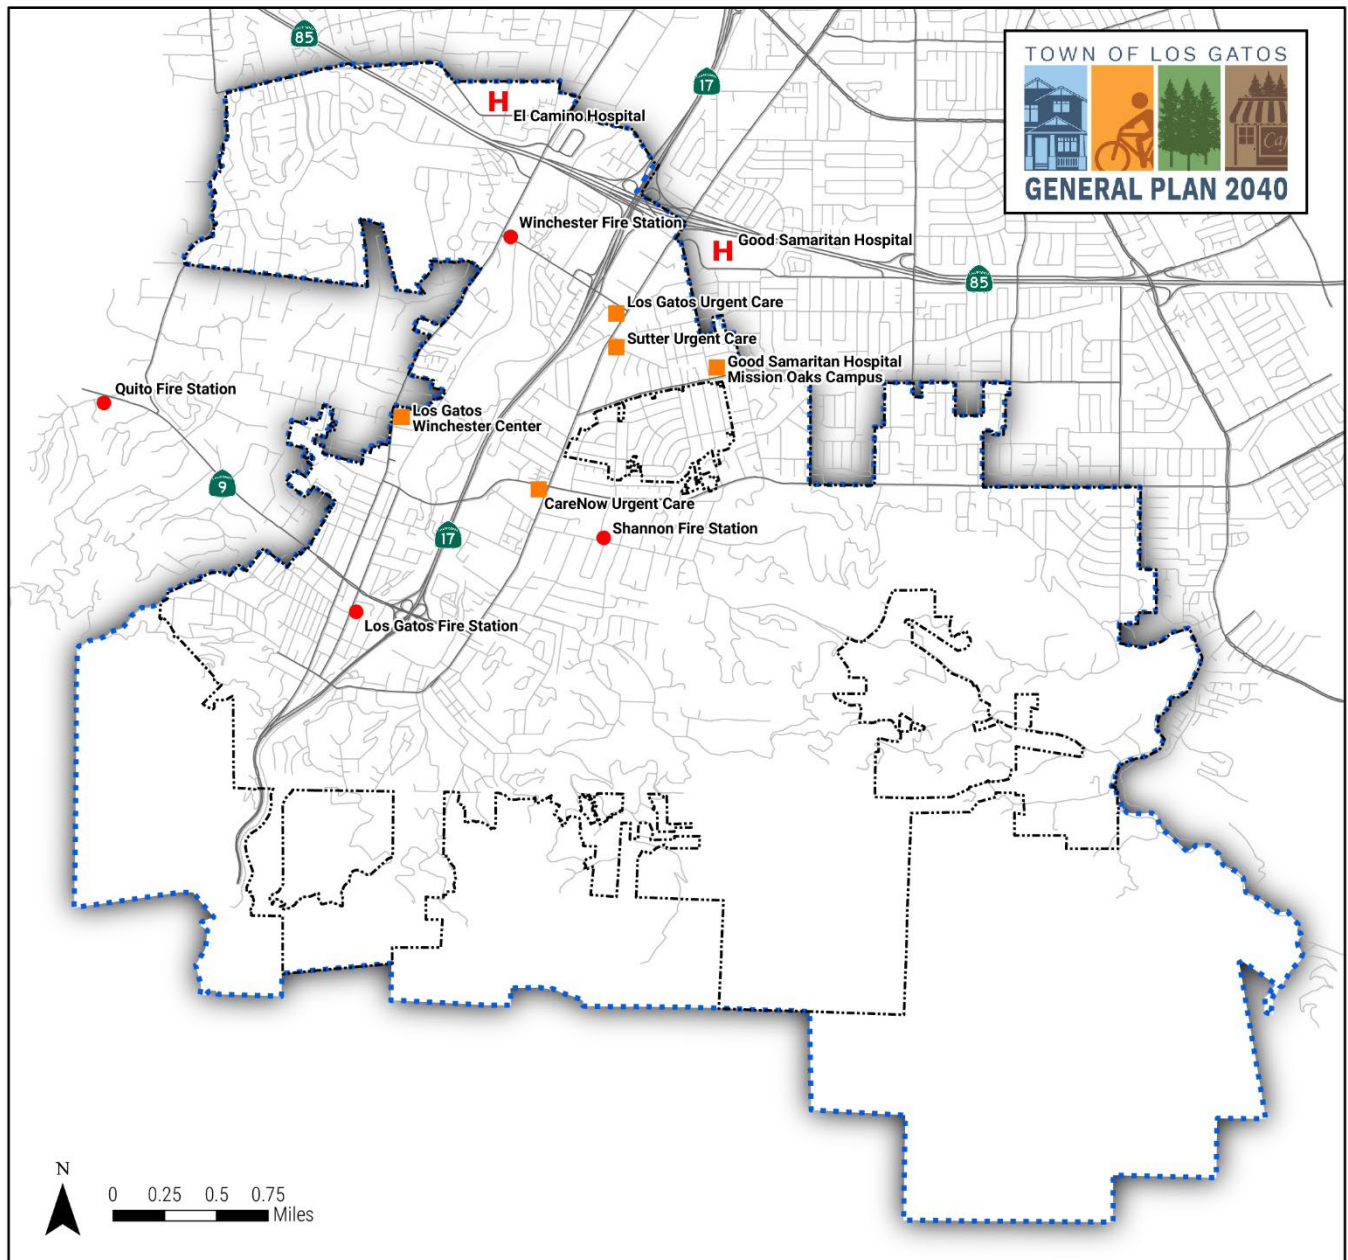 85
17
TOWN OF LOS GATOS
Caf
GENERAL PLAN 2040
H
El Camino Hospital
Winchester Fire Station
H
Good Samaritan Hospital
85
Los Gatos Urgent Care
Sutter Urgent Care
Good Samaritan Hospital
Mission Oaks Campus
Quito Fire Station
Los Gatos
Winchester Center
9
CareNow Urgent Care
17
Shannon Fire Station
Los Gatos Fire Station
N
0 0.25 0.5 0.75
Miles